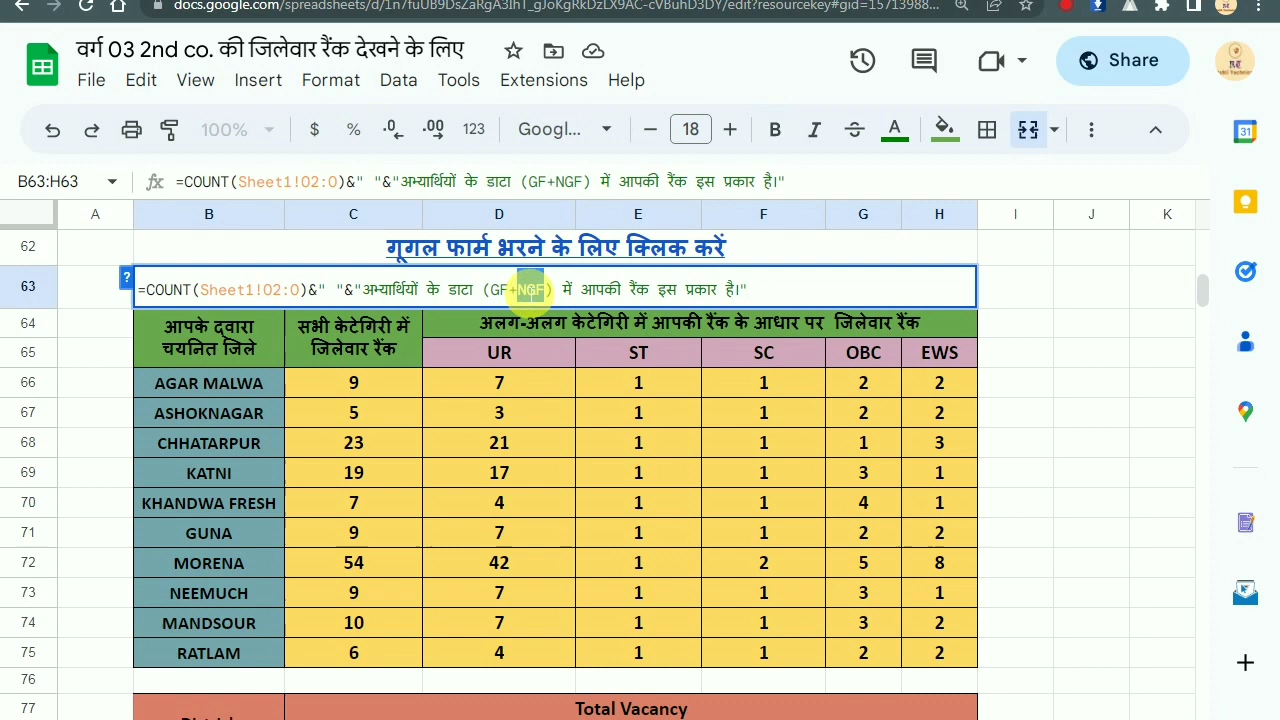 docs.google.com/spreadsheets/d/1n7fuUB9DsZaRgA3IhT_gJoKgRkDzLX9AC-cVBuhD3DY/edit?resourcekey#gid=15713988...
वर्ग 03 2nd co. की जिलेवार रैंक देखने के लिए
File Edit View Insert Format Data Tools Extensions Help
Share
100% $ % .0 .00 123 Googl... 18 B I A
B63:H63 fx =COUNT(Sheet1!O2:O)&" "&"अभ्यार्थियों के डाटा (GF+NGF) में आपकी रैंक इस प्रकार है।"
A B C D E F G H I J K
62 गूगल फार्म भरने के लिए क्लिक करें
63 ? =COUNT(Sheet1!O2:O)&" "&"अभ्यार्थियों के डाटा (GF+NGF) में आपकी रैंक इस प्रकार है।"
64 आपके द्वारा चयनित जिले सभी केटेगिरी में जिलेवार रैंक अलग-अलग केटेगिरी में आपकी रैंक के आधार पर जिलेवार रैंक
65 UR ST SC OBC EWS
66 AGAR MALWA 9 7 1 1 2 2
67 ASHOKNAGAR 5 3 1 1 2 2
68 CHHATARPUR 23 21 1 1 1 3
69 KATNI 19 17 1 1 3 1
70 KHANDWA FRESH 7 4 1 1 4 1
71 GUNA 9 7 1 1 2 2
72 MORENA 54 42 1 2 5 8
73 NEEMUCH 9 7 1 1 3 1
74 MANDSOUR 10 7 1 1 3 2
75 RATLAM 6 4 1 1 2 2
76
77 Total Vacancy